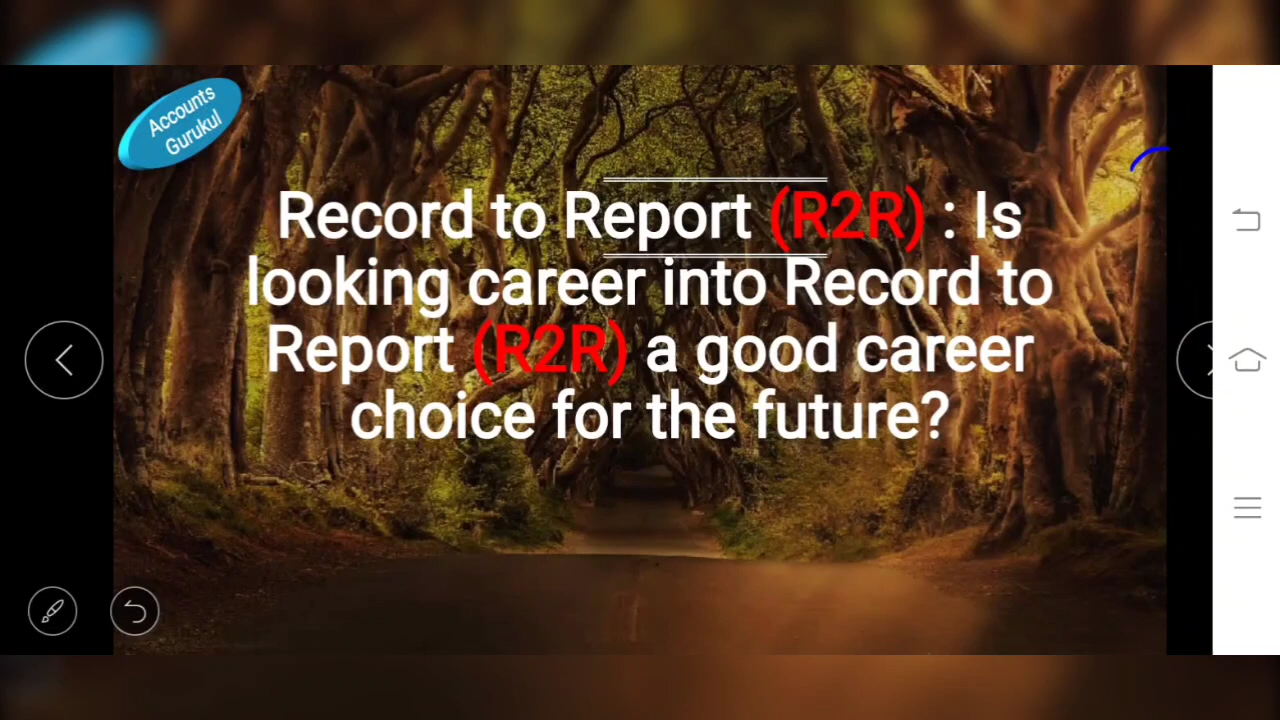 Accounts
Gurukul
Record to Report (R2R) : Is
looking career into Record to
Report (R2R) a good career
choice for the future?